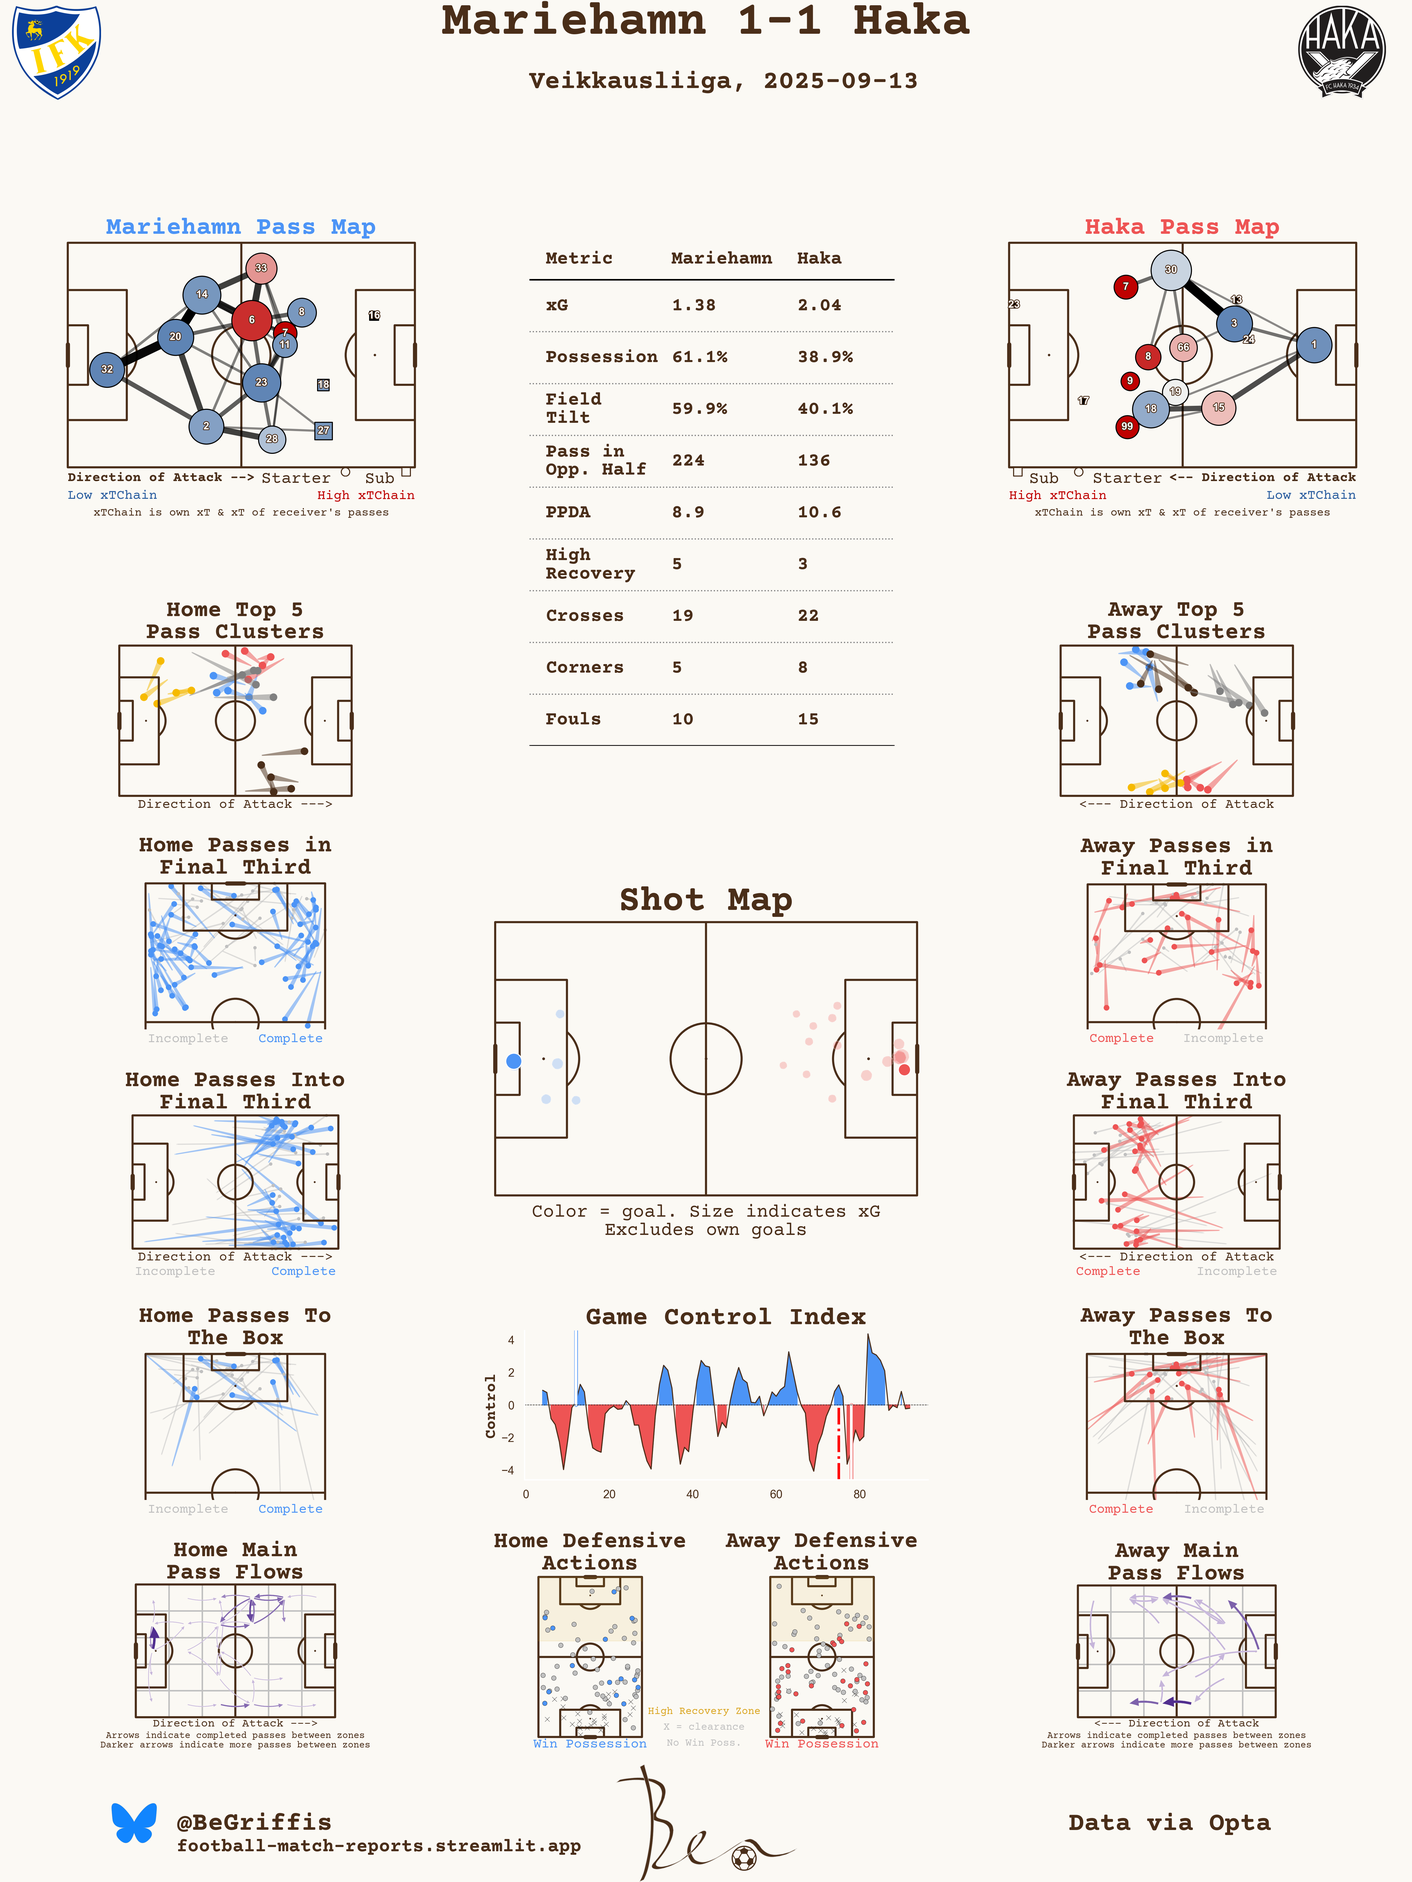 Mariehamn 1-1 Haka
Veikkausliiga, 2025-09-13
IFK
1919
HAKA
FC HAKA 1934
Mariehamn Pass Map
33
14
8
6
7
16
11
20
32
23
18
2
28
27
Direction of Attack --> Starter Sub
Low xTChain High xTChain
xTChain is own xT & xT of receiver's passes
Metric Mariehamn Haka
xG 1.38 2.04
Possession 61.1% 38.9%
Field
Tilt 59.9% 40.1%
Pass in
Opp. Half 224 136
PPDA 8.9 10.6
High
Recovery 5 3
Crosses 19 22
Corners 5 8
Fouls 10 15
Haka Pass Map
30
7
13
23
3
24
66
1
8
9
19
17
18
15
99
Sub Starter <-- Direction of Attack
High xTChain Low xTChain
xTChain is own xT & xT of receiver's passes
Home Top 5
Pass Clusters
Direction of Attack --->
Away Top 5
Pass Clusters
<--- Direction of Attack
Home Passes in
Final Third
Incomplete Complete
Away Passes in
Final Third
Complete Incomplete
Shot Map
Color = goal. Size indicates xG
Excludes own goals
Home Passes Into
Final Third
Direction of Attack --->
Incomplete Complete
Away Passes Into
Final Third
<--- Direction of Attack
Complete Incomplete
Home Passes To
The Box
Incomplete Complete
Game Control Index
Control
4
2
0
−2
−4
0 20 40 60 80
Away Passes To
The Box
Complete Incomplete
Home Main
Pass Flows
Direction of Attack --->
Arrows indicate completed passes between zones
Darker arrows indicate more passes between zones
Home Defensive
Actions
Win Possession
High Recovery Zone
X = clearance
No Win Poss.
Away Defensive
Actions
Win Possession
Away Main
Pass Flows
<--- Direction of Attack
Arrows indicate completed passes between zones
Darker arrows indicate more passes between zones
@BeGriffis
football-match-reports.streamlit.app
Ben
Data via Opta